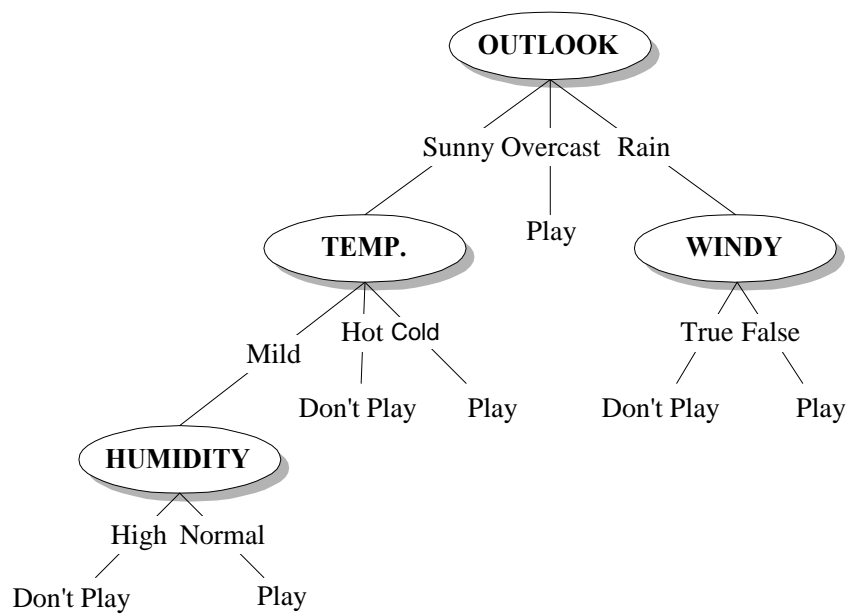 OUTLOOK
Sunny Overcast Rain
TEMP.
Play
WINDY
Mild
Hot Cold
True False
Don't Play
Play
Don't Play
Play
HUMIDITY
High Normal
Don't Play
Play